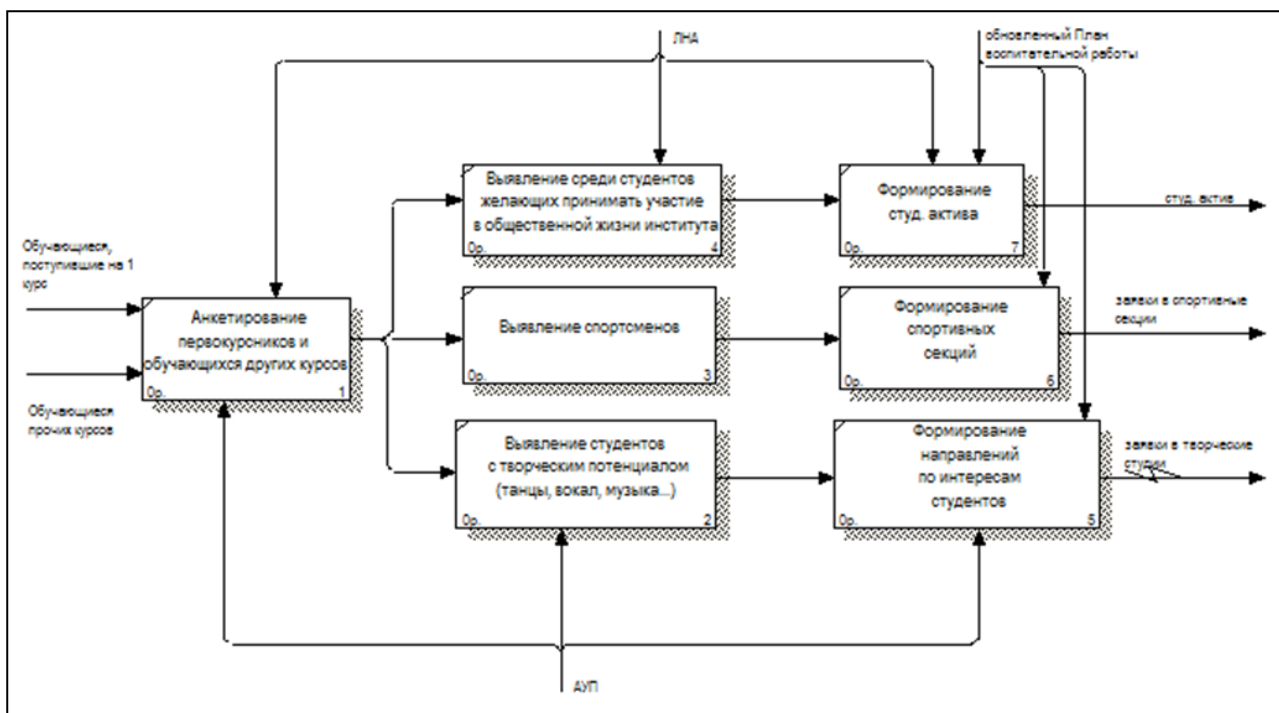 ЛНА
обновленный План
воспитательной работы
Выявление среди студентов
желающих принимать участие
в общественной жизни института
0р. 4
Формирование
студ. актива
0р. 7
студ. актив
Обучающиеся,
поступившие на 1
курс
Анкетирование
первокурсников и
обучающихся других курсов
0р. 1
Выявление спортсменов
0р. 3
Формирование
спортивных
секций
0р. 6
заявки в спортивные
секции
Обучающиеся
прочих курсов
Выявление студентов
с творческим потенциалом
(танцы, вокал, музыка...)
0р. 2
Формирование
направлений
по интересам
студентов
0р. 5
заявки в творческие
студии
АУП